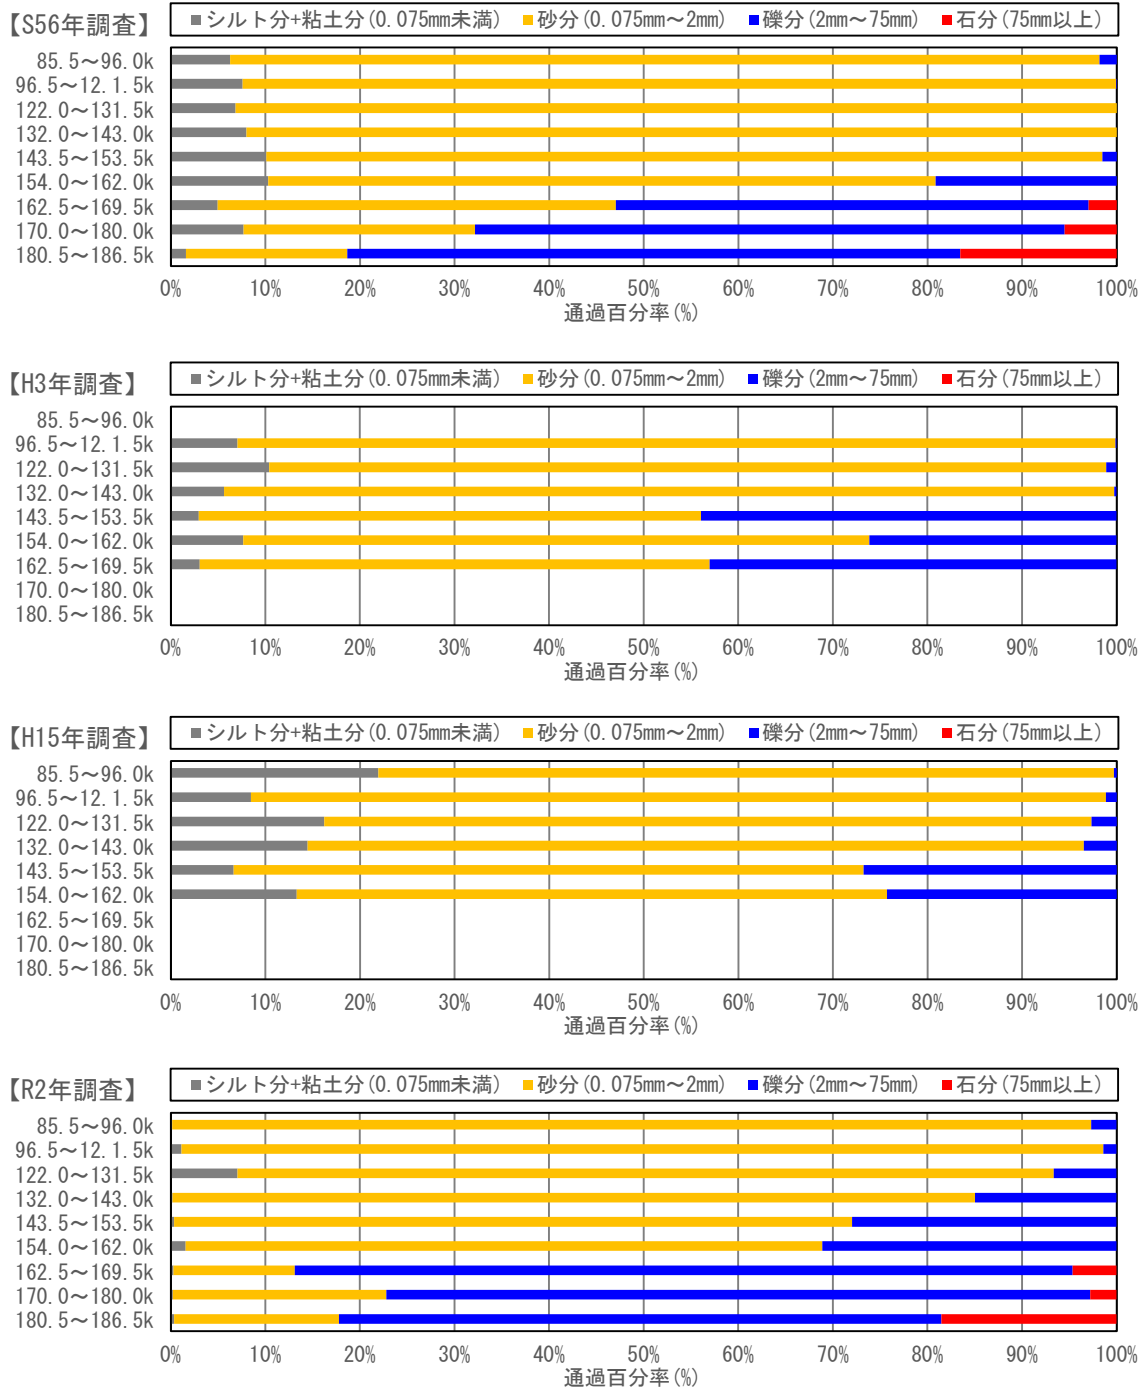 【S56年調査】
■シルト分+粘土分(0.075mm未満) ■砂分(0.075mm～2mm) ■礫分(2mm～75mm) ■石分(75mm以上)
85.5～96.0k
96.5～12.1.5k
122.0～131.5k
132.0～143.0k
143.5～153.5k
154.0～162.0k
162.5～169.5k
170.0～180.0k
180.5～186.5k
0% 10% 20% 30% 40% 50% 60% 70% 80% 90% 100%
通過百分率(%)
【H3年調査】
■シルト分+粘土分(0.075mm未満) ■砂分(0.075mm～2mm) ■礫分(2mm～75mm) ■石分(75mm以上)
85.5～96.0k
96.5～12.1.5k
122.0～131.5k
132.0～143.0k
143.5～153.5k
154.0～162.0k
162.5～169.5k
170.0～180.0k
180.5～186.5k
0% 10% 20% 30% 40% 50% 60% 70% 80% 90% 100%
通過百分率(%)
【H15年調査】
■シルト分+粘土分(0.075mm未満) ■砂分(0.075mm～2mm) ■礫分(2mm～75mm) ■石分(75mm以上)
85.5～96.0k
96.5～12.1.5k
122.0～131.5k
132.0～143.0k
143.5～153.5k
154.0～162.0k
162.5～169.5k
170.0～180.0k
180.5～186.5k
0% 10% 20% 30% 40% 50% 60% 70% 80% 90% 100%
通過百分率(%)
【R2年調査】
■シルト分+粘土分(0.075mm未満) ■砂分(0.075mm～2mm) ■礫分(2mm～75mm) ■石分(75mm以上)
85.5～96.0k
96.5～12.1.5k
122.0～131.5k
132.0～143.0k
143.5～153.5k
154.0～162.0k
162.5～169.5k
170.0～180.0k
180.5～186.5k
0% 10% 20% 30% 40% 50% 60% 70% 80% 90% 100%
通過百分率(%)